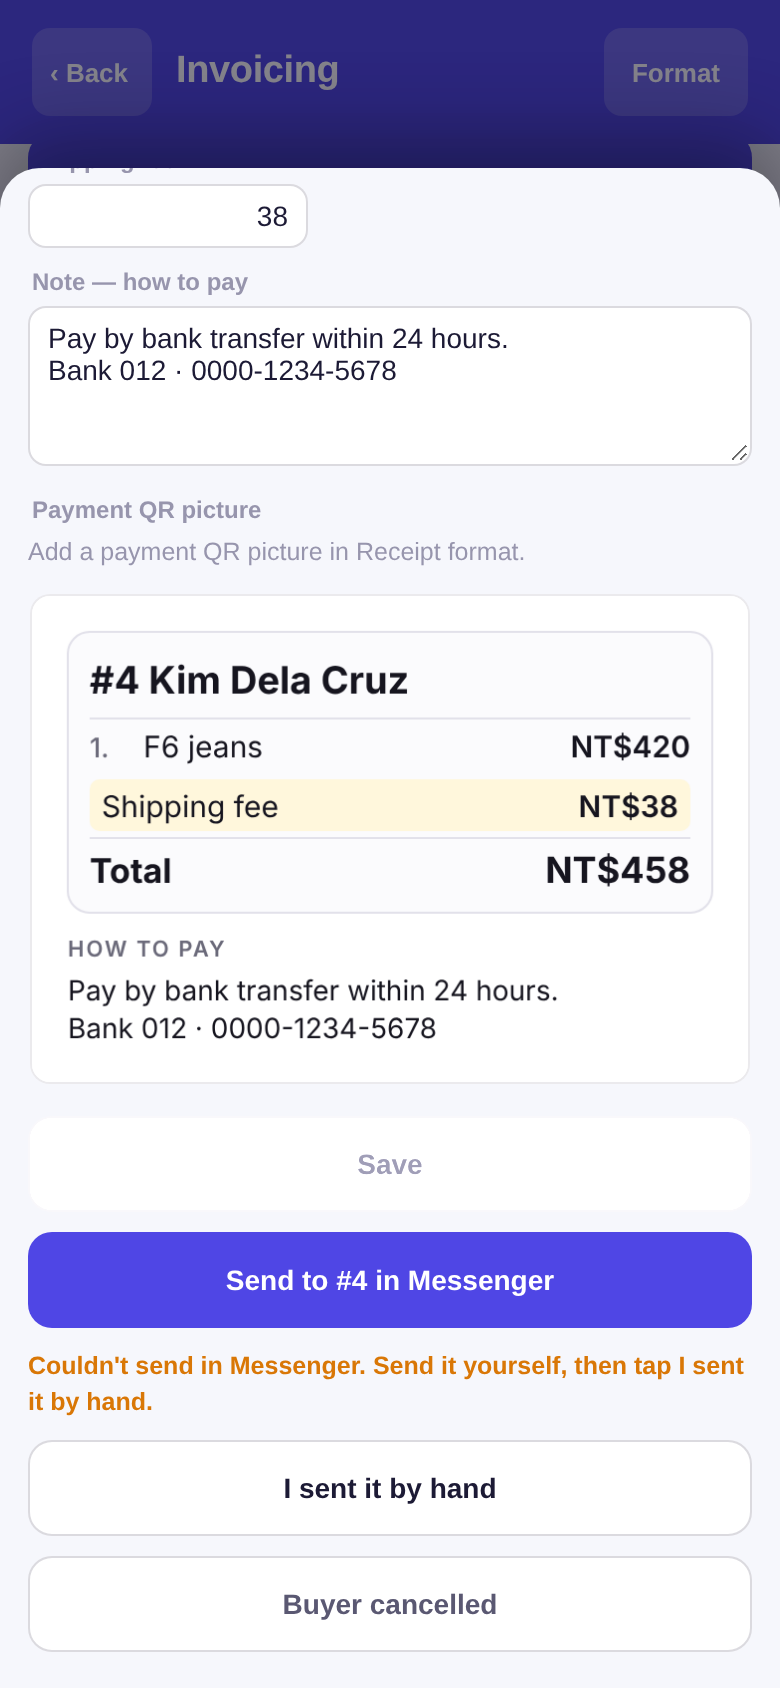 ‹ Back
Invoicing
Format
38
Note — how to pay
Pay by bank transfer within 24 hours.
Bank 012 · 0000-1234-5678
Payment QR picture
Add a payment QR picture in Receipt format.
#4 Kim Dela Cruz
1. F6 jeans NT$420
Shipping fee NT$38
Total NT$458
HOW TO PAY
Pay by bank transfer within 24 hours.
Bank 012 · 0000-1234-5678
Save
Send to #4 in Messenger
Couldn't send in Messenger. Send it yourself, then tap I sent
it by hand.
I sent it by hand
Buyer cancelled